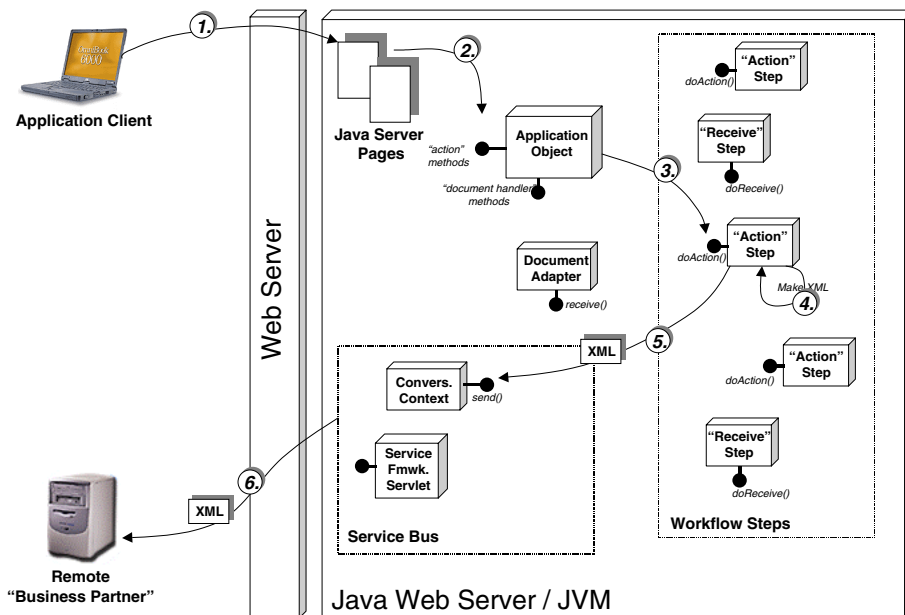 1.
OmniBook
6000
Application Client
Web Server
Java Server
Pages
2.
"action"
methods
Application
Object
"document handler"
methods
3.
Document
Adapter
receive()
"Action"
Step
doAction()
"Receive"
Step
doReceive()
"Action"
Step
doAction()
Make XML
4.
5.
XML
"Action"
Step
doAction()
"Receive"
Step
doReceive()
Workflow Steps
Convers.
Context
send()
Service
Fmwk.
Servlet
Service Bus
6.
XML
Remote
"Business Partner"
Java Web Server / JVM